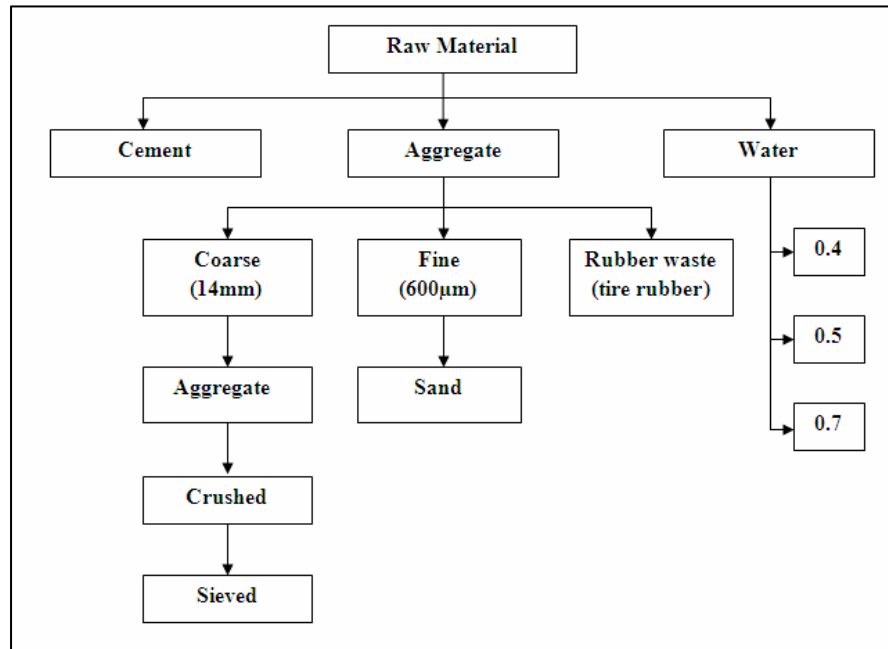 Raw Material
Cement
Aggregate
Water
Coarse
(14mm)
Fine
(600µm)
Rubber waste
(tire rubber)
0.4
Aggregate
Sand
0.5
0.7
Crushed
Sieved